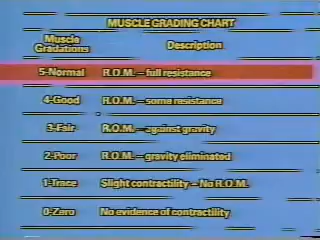 MUSCLE GRADING CHART
Muscle Gradations Description
5-Normal R.O.M. – full resistance
4-Good R.O.M. – some resistance
3-Fair R.O.M. – against gravity
2-Poor R.O.M. – gravity eliminated
1-Trace Slight contractility – No R.O.M.
0-Zero No evidence of contractility